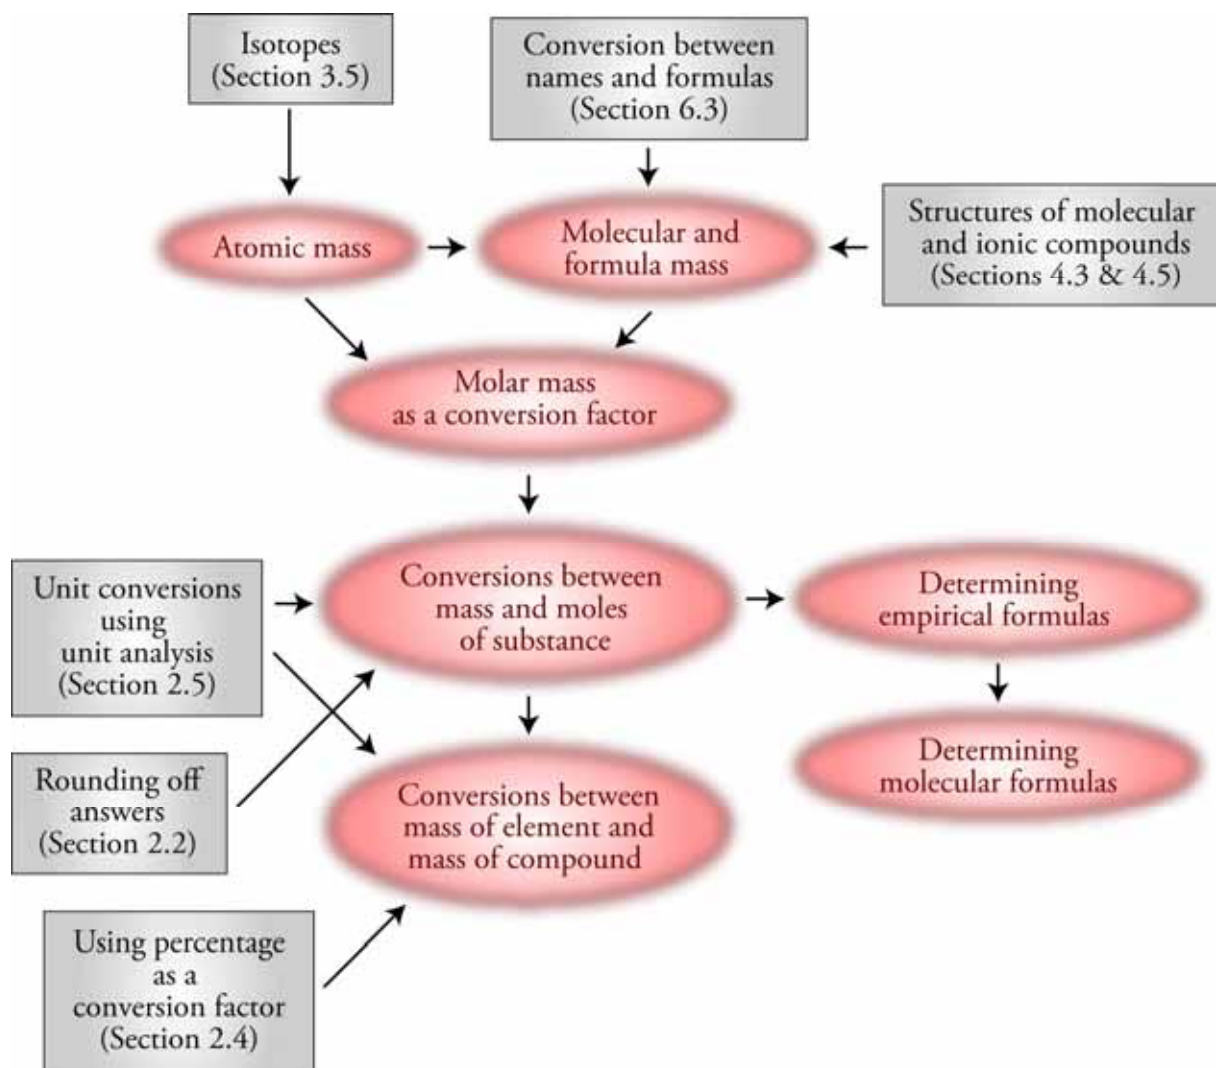 Isotopes
(Section 3.5)
Conversion between
names and formulas
(Section 6.3)
Atomic mass
Molecular and
formula mass
Structures of molecular
and ionic compounds
(Sections 4.3 & 4.5)
Molar mass
as a conversion factor
Unit conversions
using
unit analysis
(Section 2.5)
Conversions between
mass and moles
of substance
Determining
empirical formulas
Rounding off
answers
(Section 2.2)
Conversions between
mass of element and
mass of compound
Determining
molecular formulas
Using percentage
as a
conversion factor
(Section 2.4)